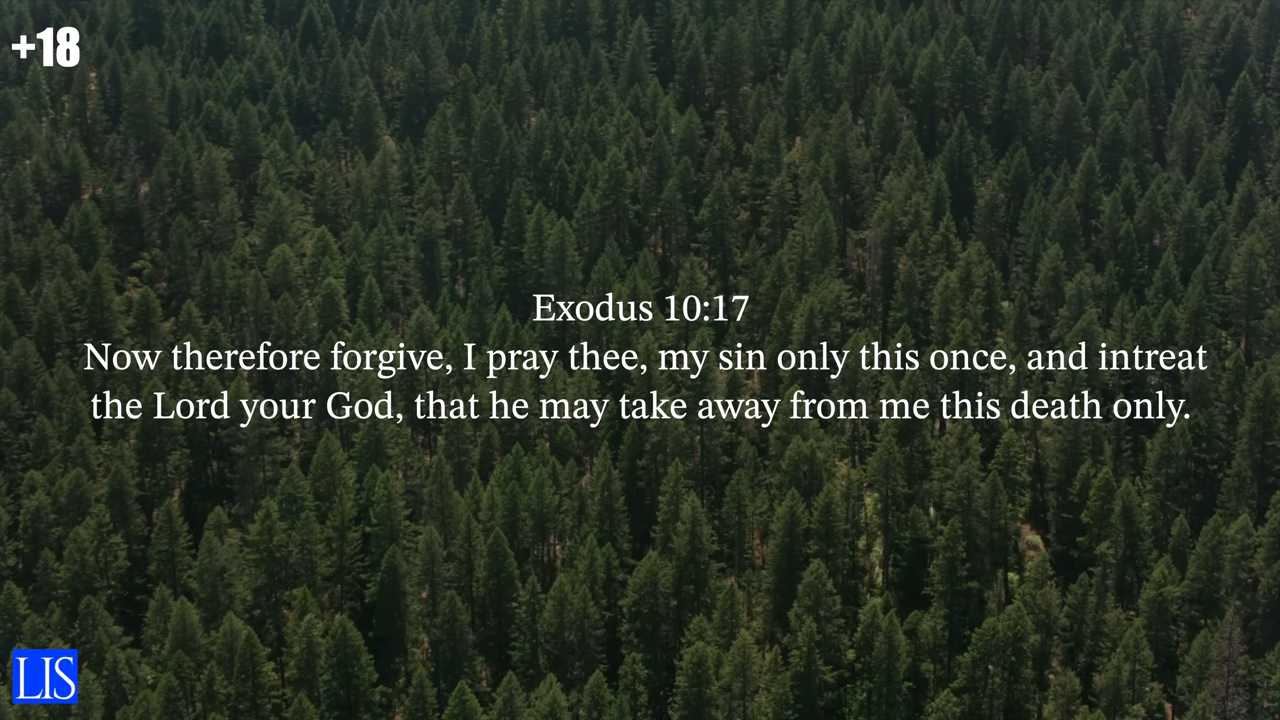 +18
Exodus 10:17
Now therefore forgive, I pray thee, my sin only this once, and intreat
the Lord your God, that he may take away from me this death only.
LIS